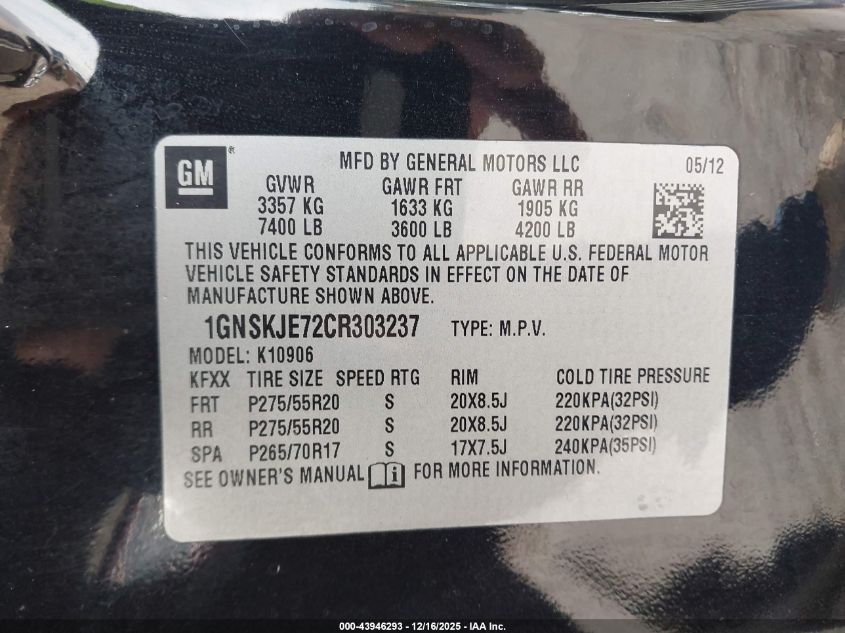 GM ® MFD BY GENERAL MOTORS LLC 05/12
GVWR GAWR FRT GAWR RR
3357 KG 1633 KG 1905 KG
7400 LB 3600 LB 4200 LB
THIS VEHICLE CONFORMS TO ALL APPLICABLE U.S. FEDERAL MOTOR
VEHICLE SAFETY STANDARDS IN EFFECT ON THE DATE OF
MANUFACTURE SHOWN ABOVE.
1GNSKJE72CR303237 TYPE: M.P.V.
MODEL: K10906
KFXX TIRE SIZE SPEED RTG RIM COLD TIRE PRESSURE
FRT P275/55R20 S 20X8.5J 220KPA(32PSI)
RR P275/55R20 S 20X8.5J 220KPA(32PSI)
SPA P265/70R17 S 17X7.5J 240KPA(35PSI)
SEE OWNER'S MANUAL i FOR MORE INFORMATION.
000-43946293 - 12/16/2025 - IAA Inc.